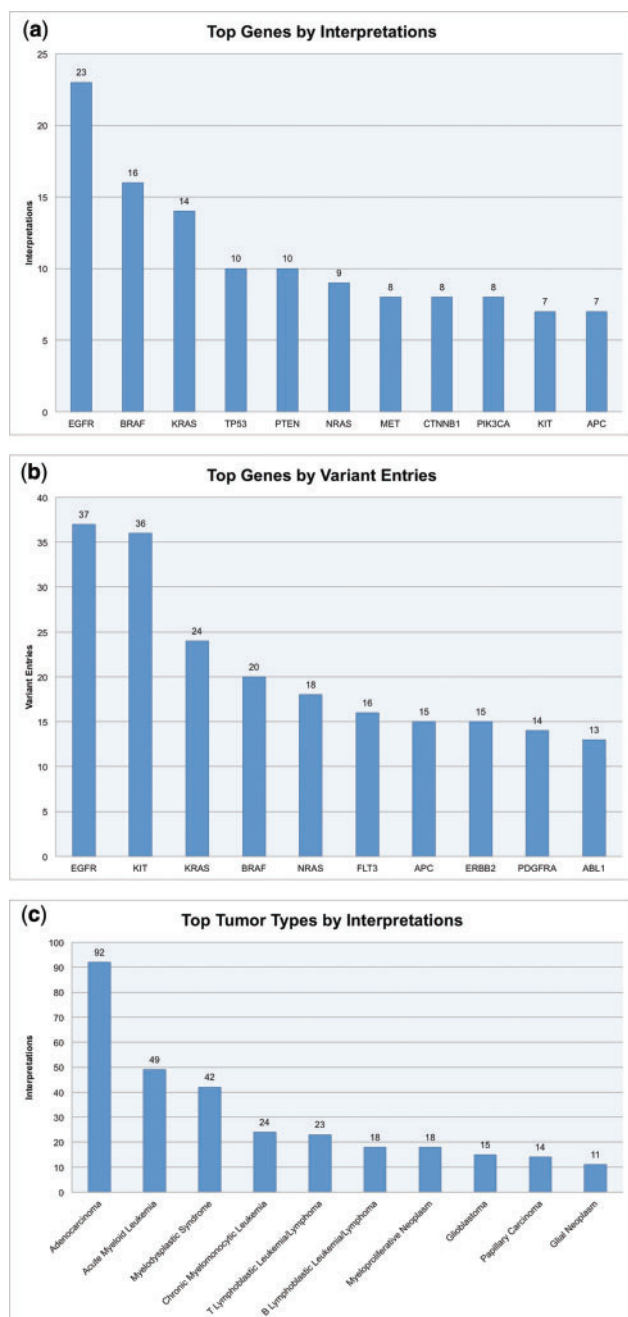 (a)
Top Genes by Interpretations
25
20
15
10
5
0
Interpretations
23
16
14
10
10
9
8
8
8
7
7
EGFR BRAF KRAS TP53 PTEN NRAS MET CTNNB1 PIK3CA KIT APC
(b)
Top Genes by Variant Entries
40
35
30
25
20
15
10
5
0
Variant Entries
37
36
24
20
18
16
15
15
14
13
EGFR KIT KRAS BRAF NRAS FLT3 APC ERBB2 PDGFRA ABL1
(c)
Top Tumor Types by Interpretations
100
90
80
70
60
50
40
30
20
10
0
Interpretations
92
49
42
24
23
18
18
15
14
11
Adenocarcinoma
Acute Myeloid Leukemia
Myelodysplastic Syndrome
Chronic Myelomonocytic Leukemia
T Lymphoblastic Leukemia/Lymphoma
B Lymphoblastic Leukemia/Lymphoma
Myeloproliferative Neoplasm
Glioblastoma
Papillary Carcinoma
Glial Neoplasm